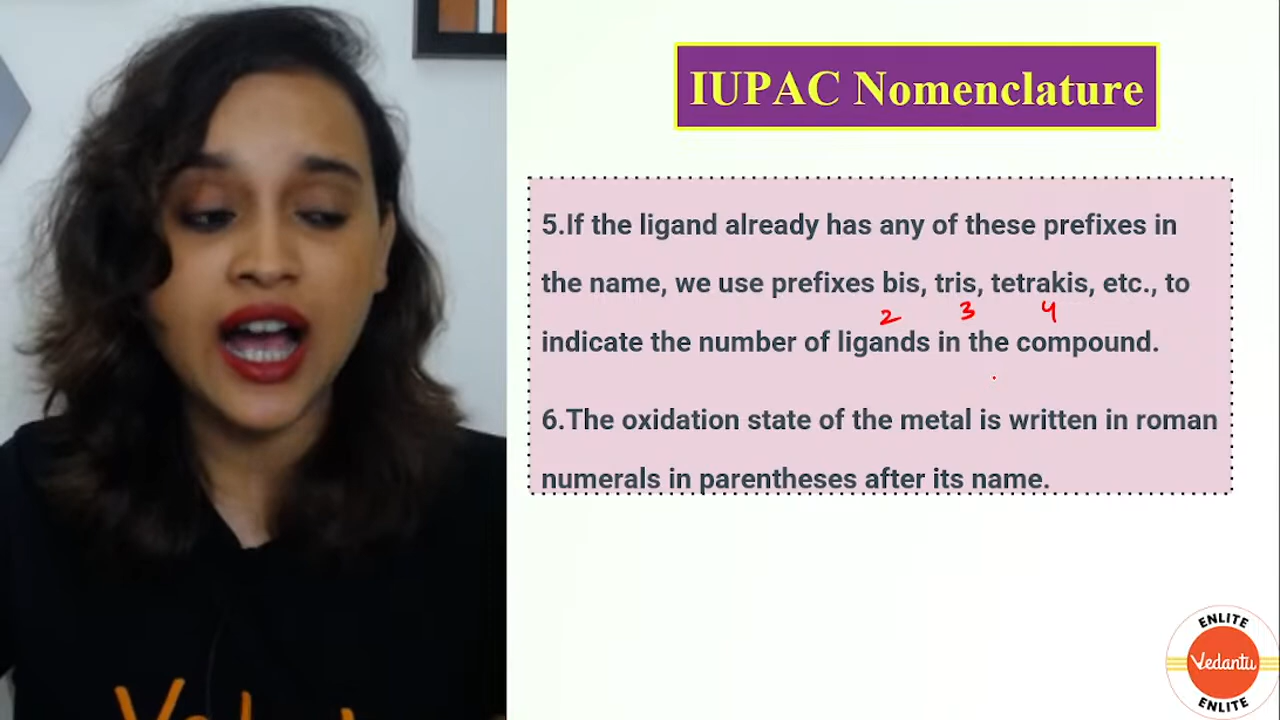 IUPAC Nomenclature
5.If the ligand already has any of these prefixes in
the name, we use prefixes bis, tris, tetrakis, etc., to
2 3 4
indicate the number of ligands in the compound.
6.The oxidation state of the metal is written in roman
numerals in parentheses after its name.
ENLITE
Vedantu
ENLITE